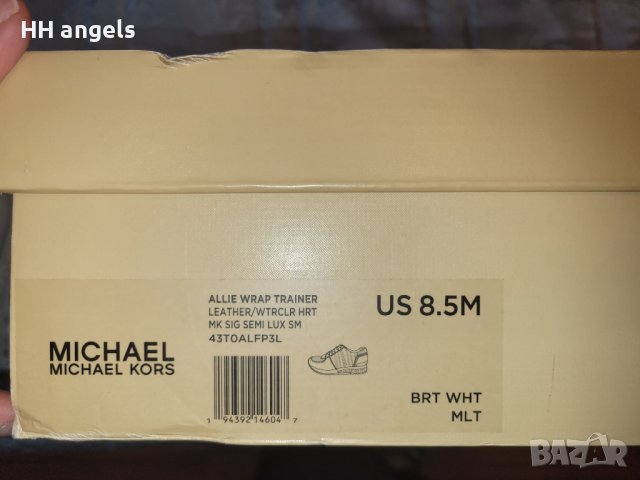 HH angels
ALLIE WRAP TRAINER
LEATHER/WTRCLR HRT
MK SIG SEMI LUX SM
43T0ALFP3L
US 8.5M
MICHAEL
MICHAEL KORS
1 94392 14604 7
BRT WHT
MLT
BAZAR